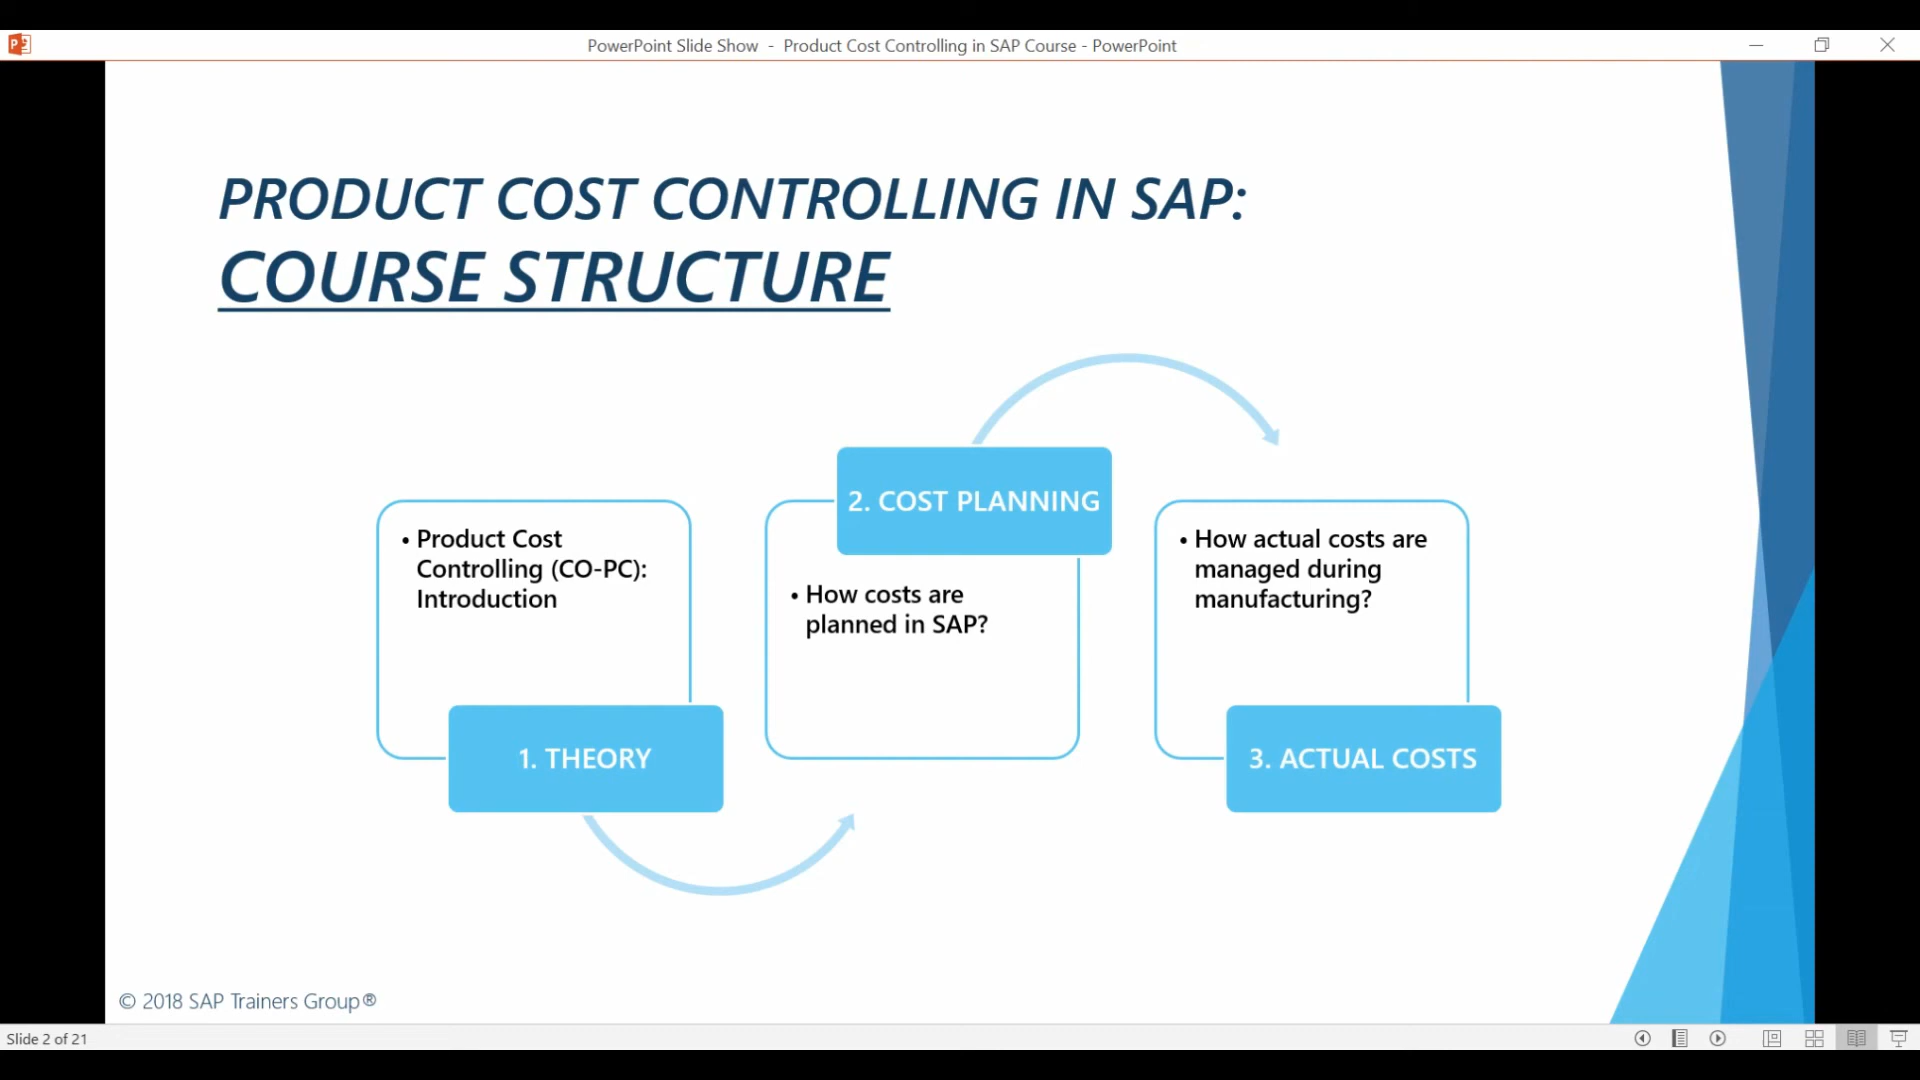 PowerPoint Slide Show - Product Cost Controlling in SAP Course - PowerPoint
PRODUCT COST CONTROLLING IN SAP:
COURSE STRUCTURE
• Product Cost
Controlling (CO-PC):
Introduction
1. THEORY
2. COST PLANNING
• How costs are
planned in SAP?
• How actual costs are
managed during
manufacturing?
3. ACTUAL COSTS
© 2018 SAP Trainers Group®
Slide 2 of 21